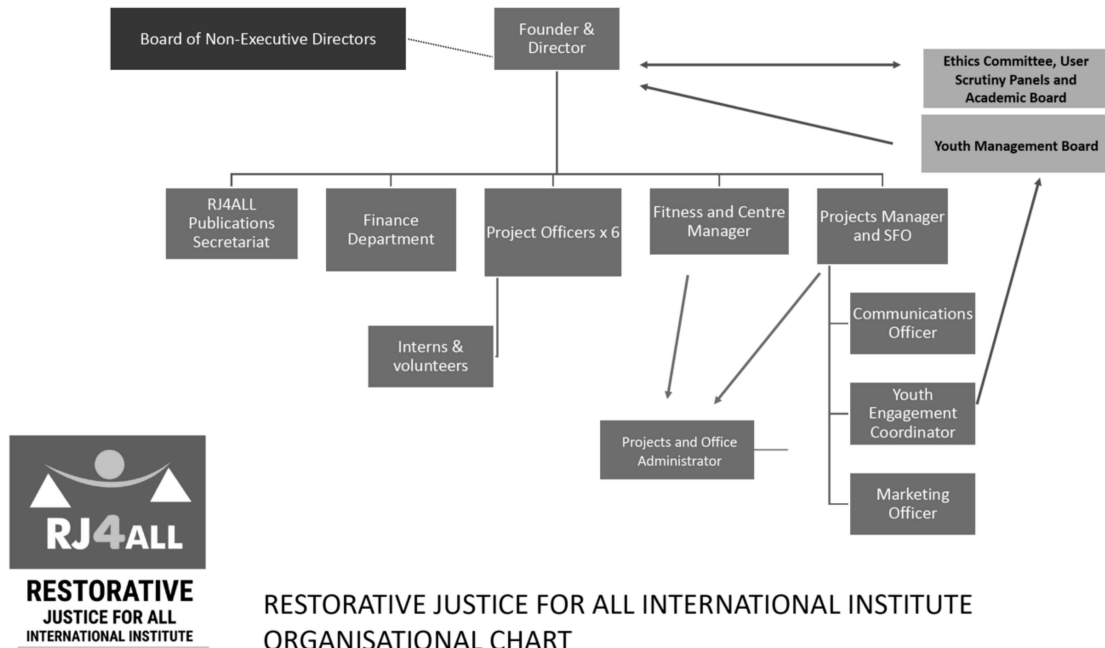 Board of Non-Executive Directors
Founder &
Director
Ethics Committee, User
Scrutiny Panels and
Academic Board
Youth Management Board
RJ4ALL
Publications
Secretariat
Finance
Department
Project Officers x 6
Fitness and Centre
Manager
Projects Manager
and SFO
Interns &
volunteers
Communications
Officer
Youth
Engagement
Coordinator
Projects and Office
Administrator
Marketing
Officer
RJ4ALL
RESTORATIVE
JUSTICE FOR ALL
INTERNATIONAL INSTITUTE
RESTORATIVE JUSTICE FOR ALL INTERNATIONAL INSTITUTE
ORGANISATIONAL CHART